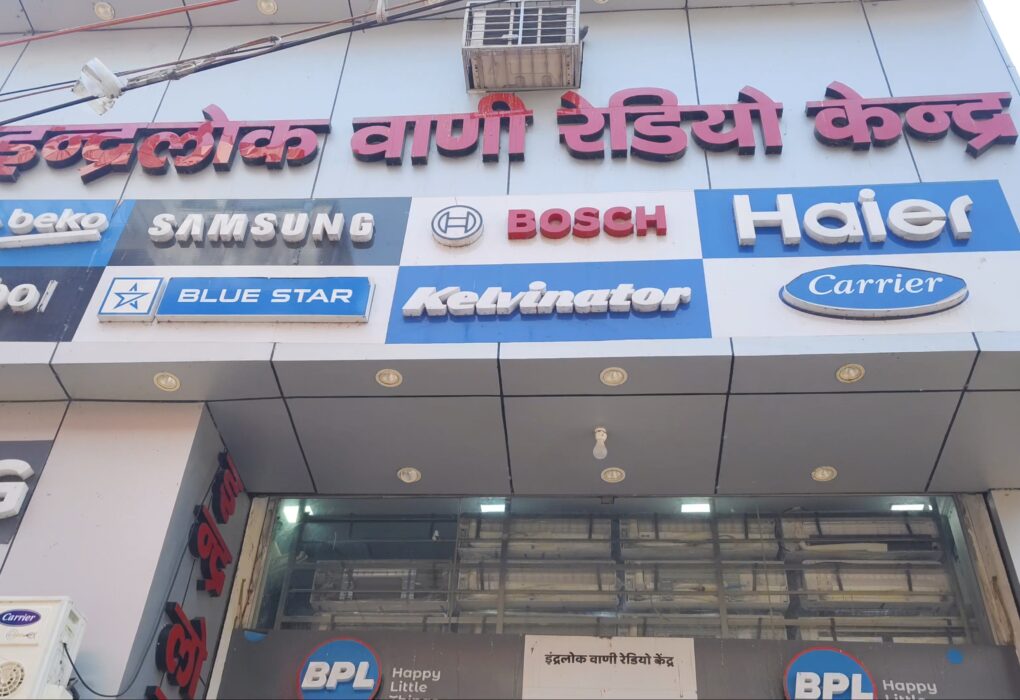 इन्द्रलोक वाणी रेडियो केन्द्र
beko SAMSUNG BOSCH Haier
BLUE STAR Kelvinator Carrier
Carrier
इंद्रलोक वाणी रेडियो केंद्र
BPL Happy
Little
BPL Happy
Little